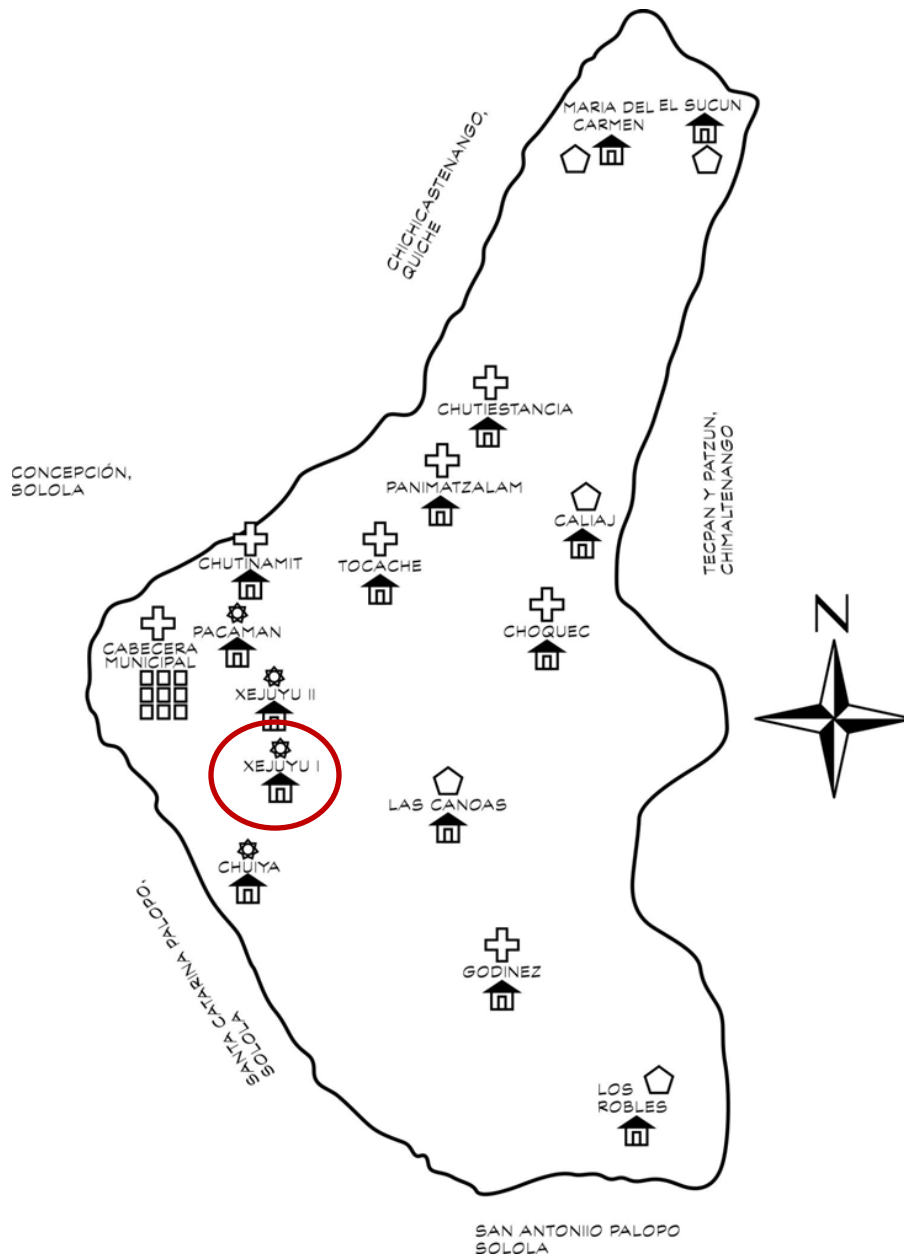 MARIA DEL
CARMEN
EL SUCUN
CHICHICASTENANGO,
QUICHE
CHUTIESTANCIA
TECPAN Y PATZUN,
CHIMALTENANGO
CONCEPCIÓN,
SOLOLA
PANIMATZALAM
CALIAJ
CHUTINAMIT
TOCACHE
N
PACAMAN
CHOQUEC
CABECERA
MUNICIPAL
XEJUYU II
XEJUYU I
LAS CANOAS
CHUIYA
SANTA CATARINA PALOPO,
SOLOLA
GODINEZ
LOS
ROBLES
SAN ANTONIIO PALOPO
SOLOLA